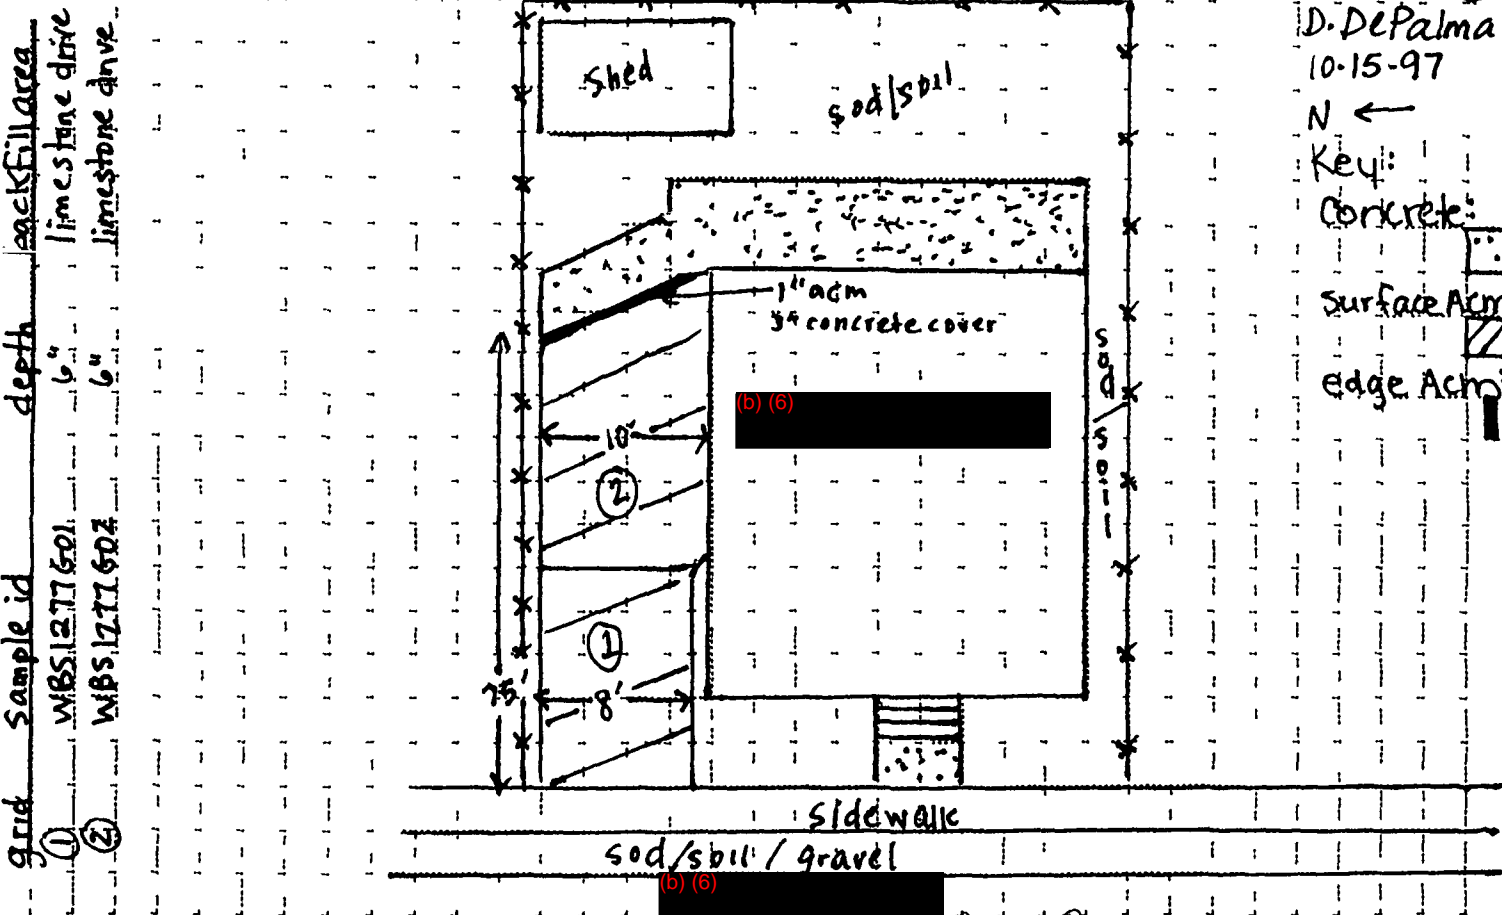 D. DePalma
10-15-97
N
Key:
Concrete:
Surface Acm
edge Acm
Shed
sod/soil
1" acm
3" concrete cover
sod/soil
(b) (6)
10'
2
1
8'
75'
sidewalk
sod/soil/gravel
(b) (6)
grid sample id depth backfill area
1 WBS1277G01 6" limestone drive
2 WBS1277G02 6" limestone drive